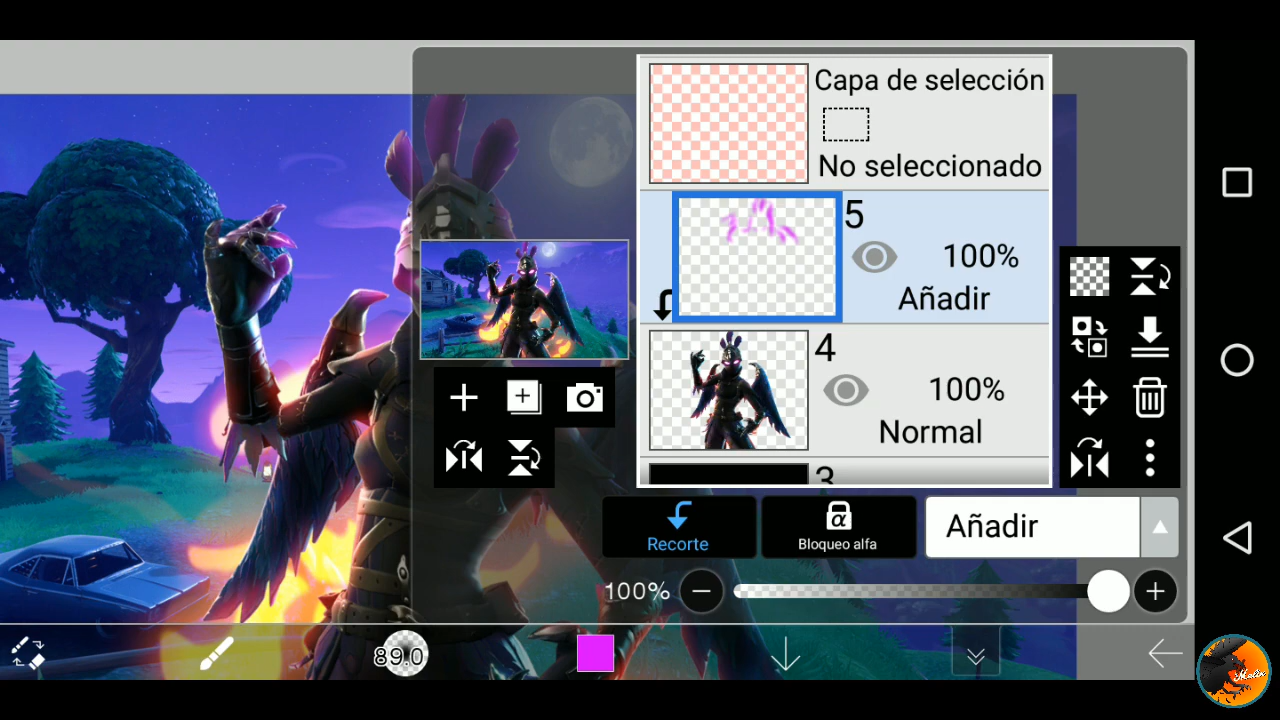 Capa de selección
No seleccionado
5
100%
Añadir
4
100%
Normal
3
Recorte
α
Bloqueo alfa
Añadir
100%
89.0
Malix